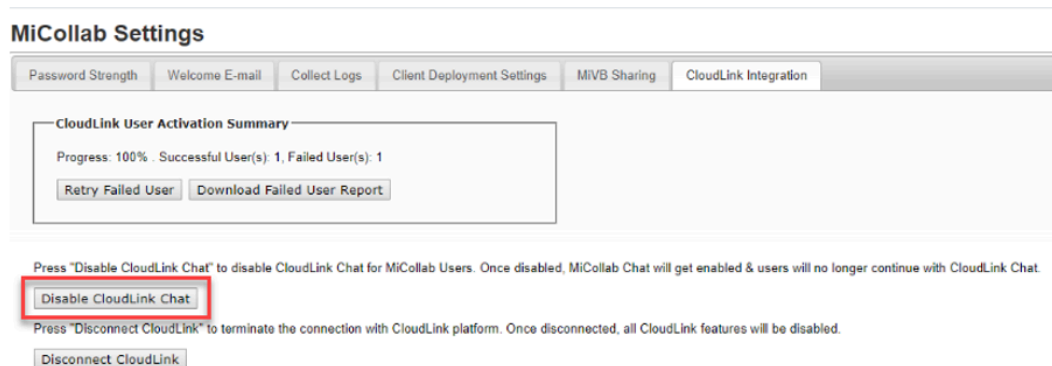 MiCollab Settings
Password Strength Welcome E-mail Collect Logs Client Deployment Settings MiVB Sharing CloudLink Integration
CloudLink User Activation Summary
Progress: 100% . Successful User(s): 1, Failed User(s): 1
Retry Failed User Download Failed User Report
Press "Disable CloudLink Chat" to disable CloudLink Chat for MiCollab Users. Once disabled, MiCollab Chat will get enabled & users will no longer continue with CloudLink Chat.
Disable CloudLink Chat
Press "Disconnect CloudLink" to terminate the connection with CloudLink platform. Once disconnected, all CloudLink features will be disabled.
Disconnect CloudLink